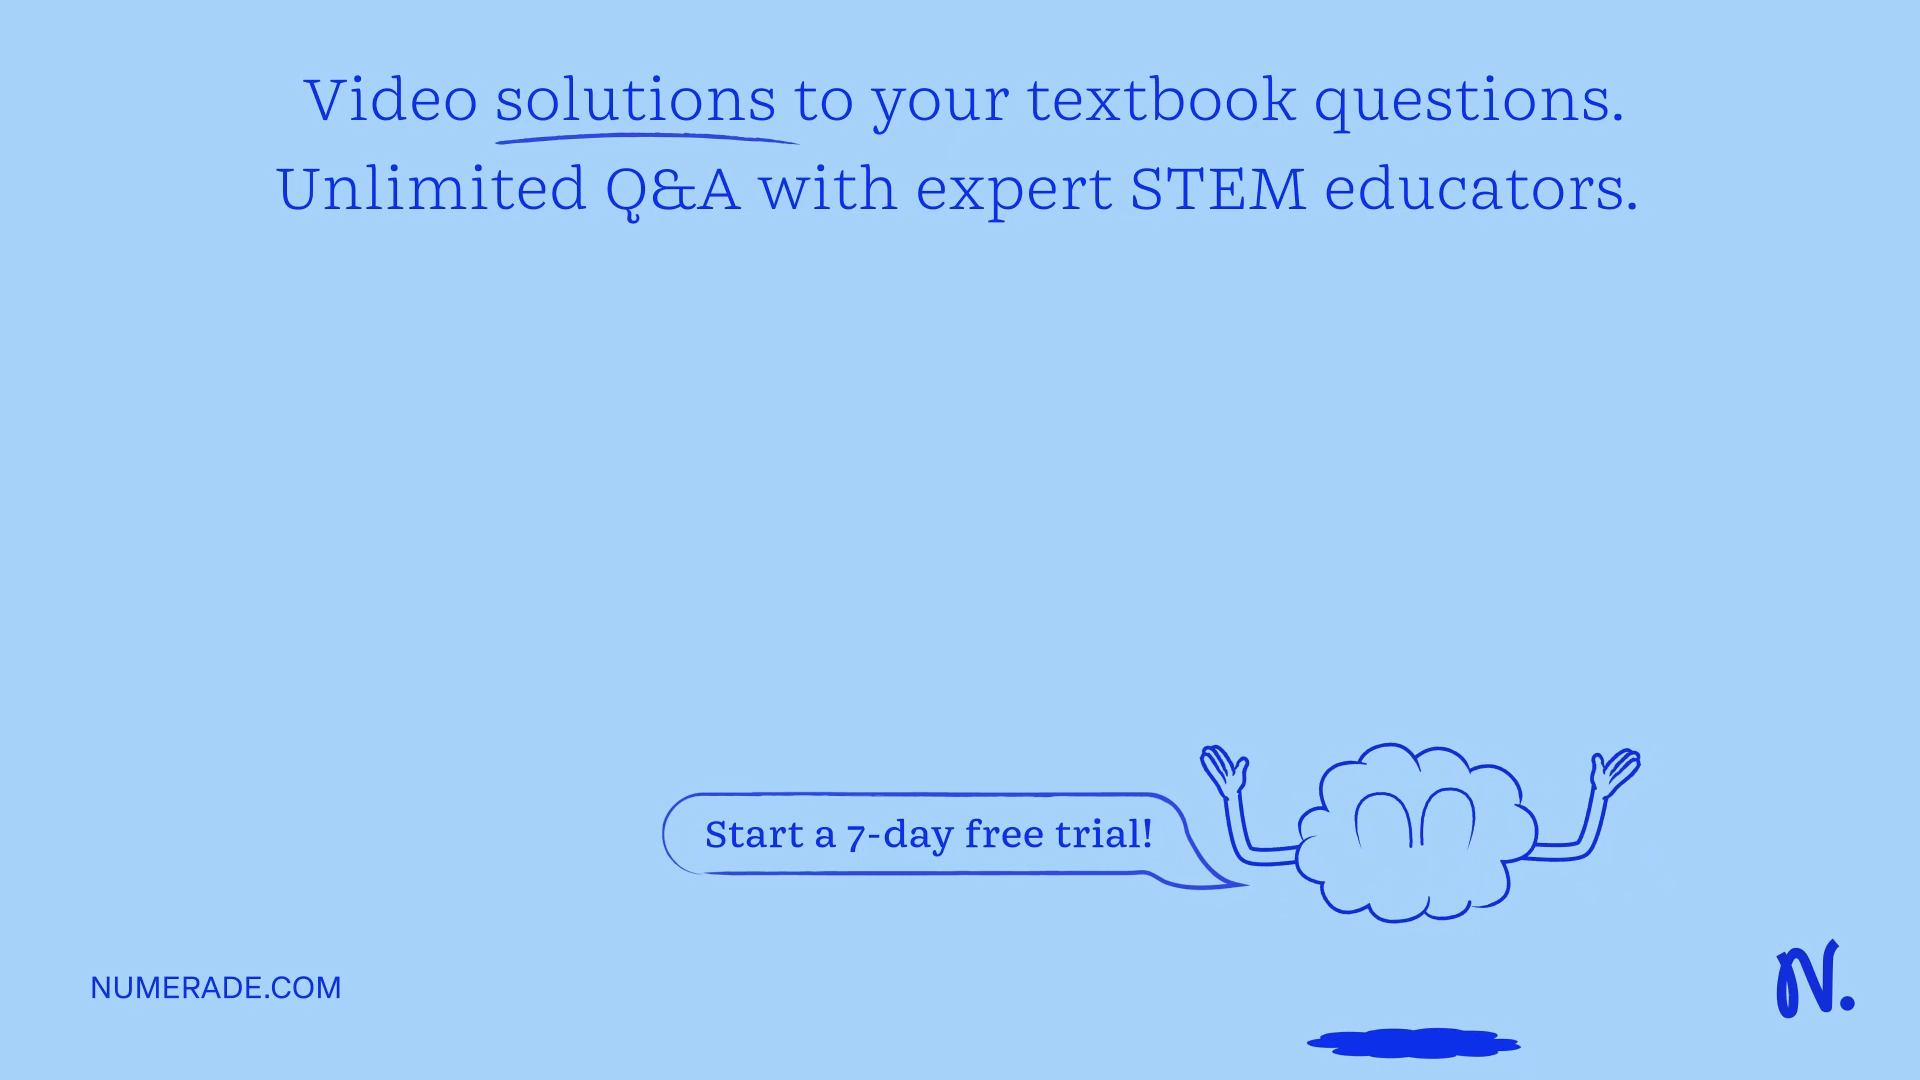 Video solutions to your textbook questions.
Unlimited Q&A with expert STEM educators.
Start a 7-day free trial!
NUMERADE.COM
N.